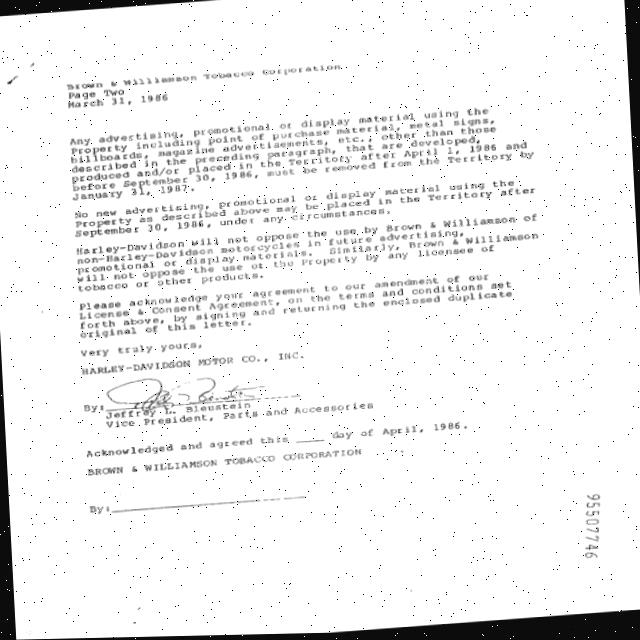 Brown & Williamson Tobacco Corporation
Page Two
March 31, 1986
Any advertising, promotional or display material using the
Property including point of purchase material, metal signs,
billboards, magazine advertisements, etc.; other than those
described in the preceding paragraph, that are developed,
produced and/or placed in the Territory after April 1, 1986 and
before September 30, 1986, must be removed from the Territory by
January 31, 1987.
No new advertising, promotional or display material using the
Property as described above may be placed in the Territory after
September 30, 1986, under any circumstances.
Harley-Davidson will not oppose the use by Brown & Williamson of
non-Harley-Davidson motorcycles in future advertising,
promotional or display materials. Similarly, Brown & Williamson
will not oppose the use of the Property by any licensee of
tobacco or other products.
Please acknowledge your agreement to our amendment of our
License & Consent Agreement, on the terms and conditions set
forth above, by signing and returning the enclosed duplicate
original of this letter.
Very truly yours,
HARLEY-DAVIDSON MOTOR CO., INC.
By:
Jeffrey L. Bleustein
Vice President, Parts and Accessories
Acknowledged and agreed this ____ day of April, 1986.
BROWN & WILLIAMSON TOBACCO CORPORATION
By:
95507746